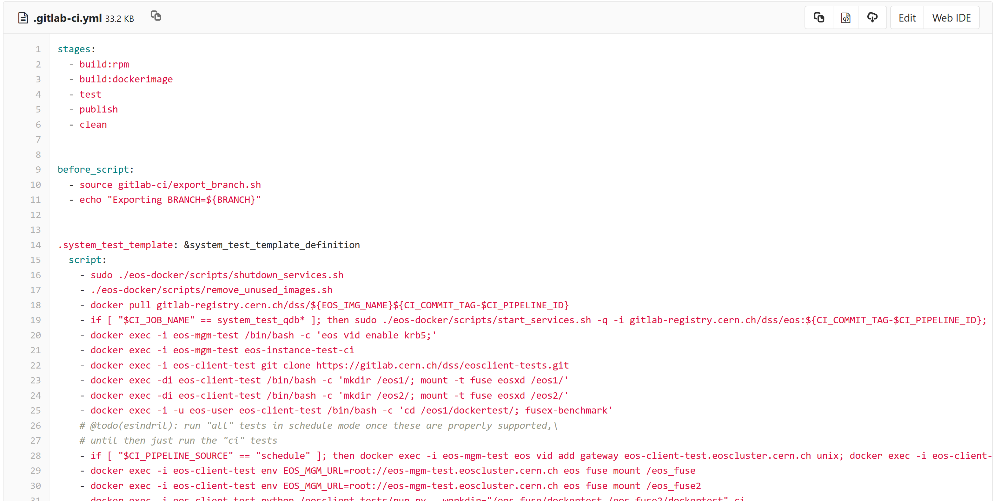 .gitlab-ci.yml 33.2 KB
Edit
Web IDE
1 stages:
2 - build:rpm
3 - build:dockerimage
4 - test
5 - publish
6 - clean
7
8
9 before_script:
10 - source gitlab-ci/export_branch.sh
11 - echo "Exporting BRANCH=${BRANCH}"
12
13
14 .system_test_template: &system_test_template_definition
15 script:
16 - sudo ./eos-docker/scripts/shutdown_services.sh
17 - ./eos-docker/scripts/remove_unused_images.sh
18 - docker pull gitlab-registry.cern.ch/dss/${EOS_IMG_NAME}${CI_COMMIT_TAG-$CI_PIPELINE_ID}
19 - if [ "$CI_JOB_NAME" == system_test_qdb* ]; then sudo ./eos-docker/scripts/start_services.sh -q -i gitlab-registry.cern.ch/dss/eos:${CI_COMMIT_TAG-$CI_PIPELINE_ID};
20 - docker exec -i eos-mgm-test /bin/bash -c 'eos vid enable krb5;'
21 - docker exec -i eos-mgm-test eos-instance-test-ci
22 - docker exec -i eos-client-test git clone https://gitlab.cern.ch/dss/eosclient-tests.git
23 - docker exec -di eos-client-test /bin/bash -c 'mkdir /eos1/; mount -t fuse eosxd /eos1/'
24 - docker exec -di eos-client-test /bin/bash -c 'mkdir /eos2/; mount -t fuse eosxd /eos2/'
25 - docker exec -i -u eos-user eos-client-test /bin/bash -c 'cd /eos1/dockertest/; fusex-benchmark'
26 # @todo(esindril): run "all" tests in schedule mode once these are properly supported,\
27 # until then just run the "ci" tests
28 - if [ "$CI_PIPELINE_SOURCE" == "schedule" ]; then docker exec -i eos-mgm-test eos vid add gateway eos-client-test.eoscluster.cern.ch unix; docker exec -i eos-client-
29 - docker exec -i eos-client-test env EOS_MGM_URL=root://eos-mgm-test.eoscluster.cern.ch eos fuse mount /eos_fuse
30 - docker exec -i eos-client-test env EOS_MGM_URL=root://eos-mgm-test.eoscluster.cern.ch eos fuse mount /eos_fuse2
31 - docker exec -i eos-client-test python /eosclient-tests/run.py --workdir="/eos_fuse/dockertest /eos_fuse2/dockertest" ci